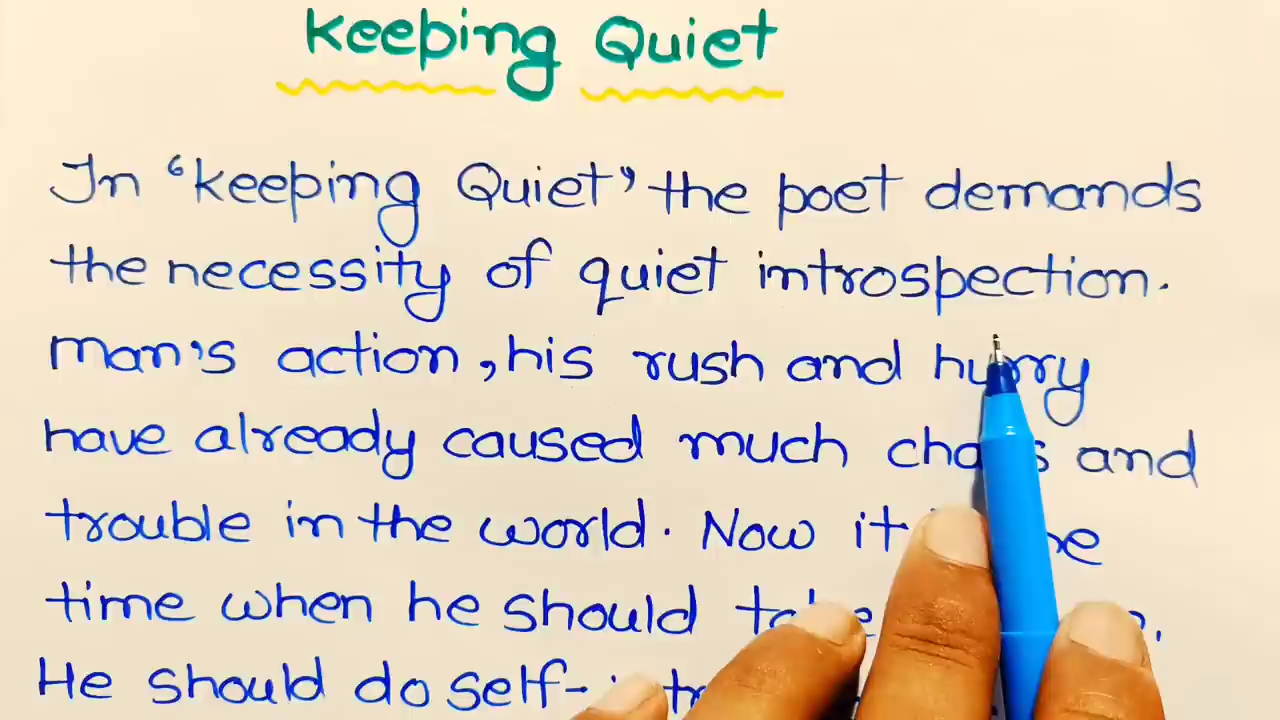 Keeping Quiet
In 'Keeping Quiet' the poet demands
the necessity of quiet introspection.
man's action, his rush and hurry
have already caused much chaos and
trouble in the world. Now it
time when he should
He should do self-